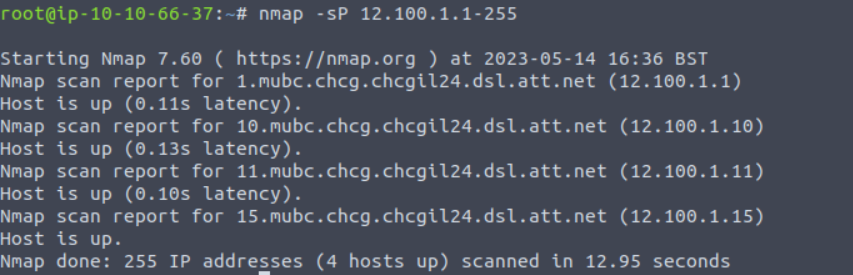 root@ip-10-10-66-37:~# nmap -sP 12.100.1.1-255
Starting Nmap 7.60 ( https://nmap.org ) at 2023-05-14 16:36 BST
Nmap scan report for 1.mubc.chcg.chcgil24.dsl.att.net (12.100.1.1)
Host is up (0.11s latency).
Nmap scan report for 10.mubc.chcg.chcgil24.dsl.att.net (12.100.1.10)
Host is up (0.13s latency).
Nmap scan report for 11.mubc.chcg.chcgil24.dsl.att.net (12.100.1.11)
Host is up (0.10s latency).
Nmap scan report for 15.mubc.chcg.chcgil24.dsl.att.net (12.100.1.15)
Host is up.
Nmap done: 255 IP addresses (4 hosts up) scanned in 12.95 seconds